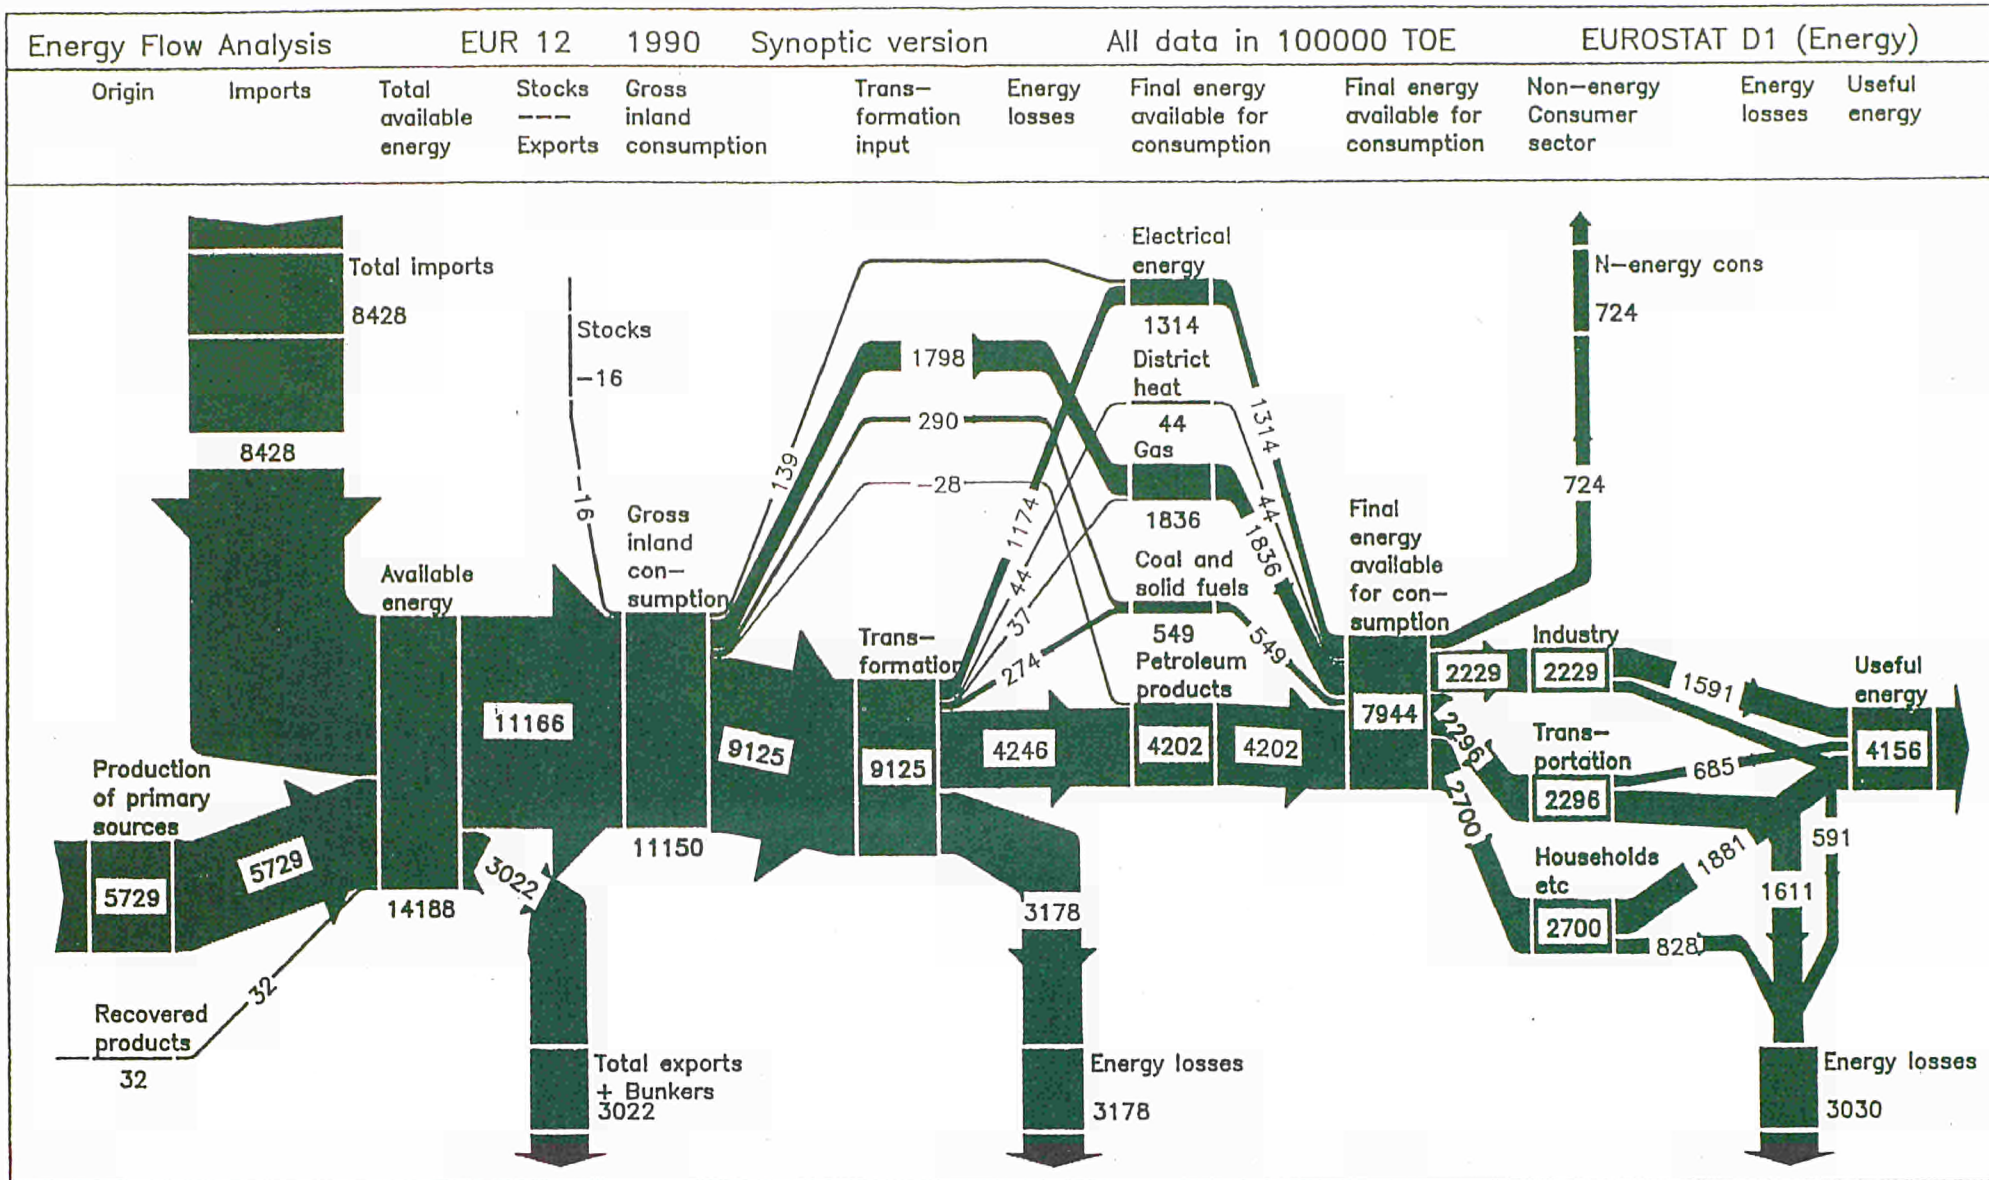 Energy Flow Analysis EUR 12 1990 Synoptic version All data in 100000 TOE EUROSTAT D1 (Energy)
Origin
Imports
Total
available
energy
Stocks
---
Exports
Gross
inland
consumption
Trans-
formation
input
Energy
losses
Final energy
available for
consumption
Final energy
available for
consumption
Non-energy
Consumer
sector
Energy
losses
Useful
energy
Total imports
8428
8428
Production
of primary
sources
5729
5729
Recovered
products
32
32
Available
energy
14188
11166
3022
Total exports
+ Bunkers
3022
Stocks
-16
-16
Gross
inland
con-
sumption
11150
139
1798
290
-28
9125
Trans-
formation
9125
1174
44
37
274
4246
3178
Energy losses
3178
Electrical
energy
1314
District
heat
44
Gas
1836
Coal and
solid fuels
549
Petroleum
products
4202
1314
44
1836
549
4202
Final
energy
available
for con-
sumption
7944
N-energy cons
724
724
2229
2296
2700
Industry
2229
Trans-
portation
2296
Households
etc
2700
1591
685
1881
828
1611
591
Useful
energy
4156
Energy losses
3030